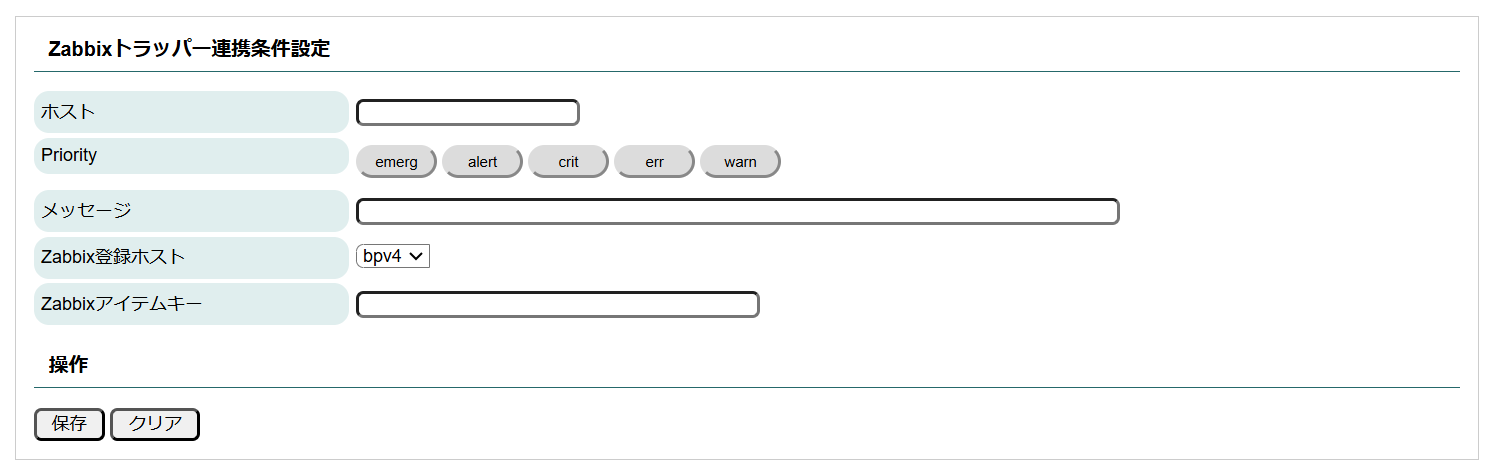 Zabbixトラッパー連携条件設定
ホスト
Priority emerg alert crit err warn
メッセージ
Zabbix登録ホスト bpv4
Zabbixアイテムキー
操作
保存 クリア